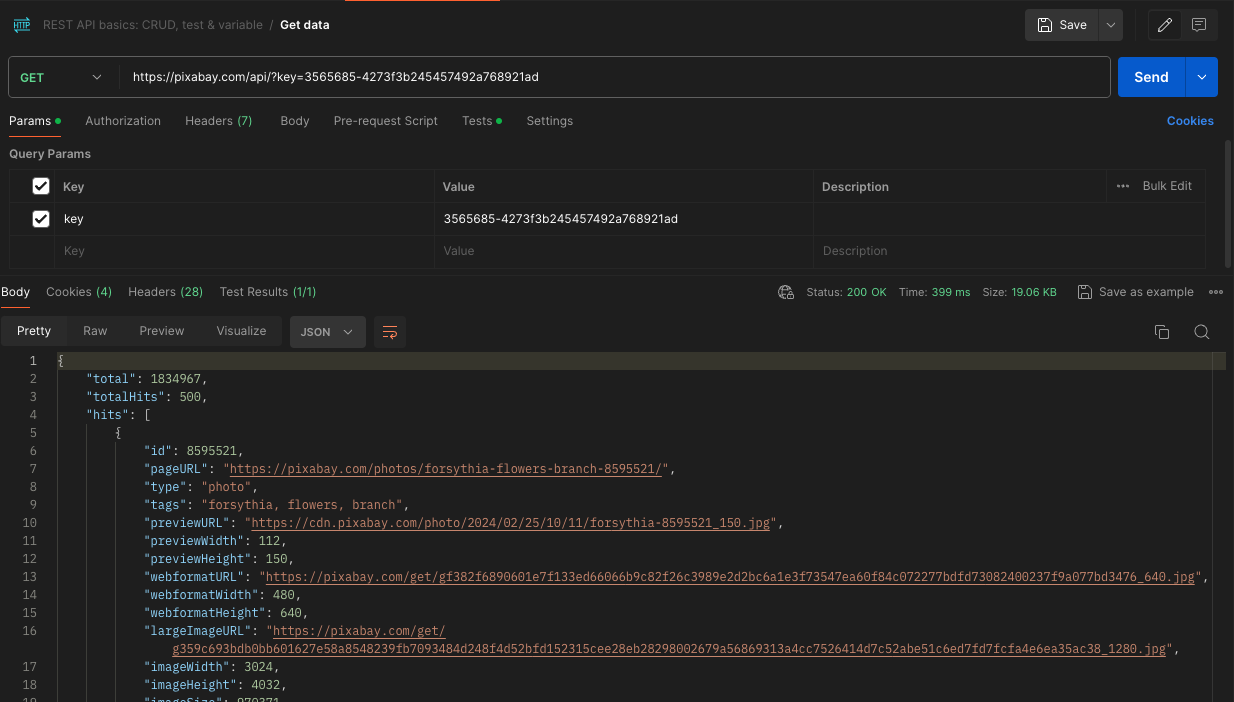 HTTP REST API basics: CRUD, test & variable / Get data Save
GET https://pixabay.com/api/?key=3565685-4273f3b245457492a768921ad Send
Params Authorization Headers (7) Body Pre-request Script Tests Settings Cookies
Query Params
Key Value Description ••• Bulk Edit
key 3565685-4273f3b245457492a768921ad
Key Value Description
Body Cookies (4) Headers (28) Test Results (1/1) Status: 200 OK Time: 399 ms Size: 19.06 KB Save as example •••
Pretty Raw Preview Visualize JSON
1 {
2 "total": 1834967,
3 "totalHits": 500,
4 "hits": [
5 {
6 "id": 8595521,
7 "pageURL": "https://pixabay.com/photos/forsythia-flowers-branch-8595521/",
8 "type": "photo",
9 "tags": "forsythia, flowers, branch",
10 "previewURL": "https://cdn.pixabay.com/photo/2024/02/25/10/11/forsythia-8595521_150.jpg",
11 "previewWidth": 112,
12 "previewHeight": 150,
13 "webformatURL": "https://pixabay.com/get/gf382f6890601e7f133ed66066b9c82f26c3989e2d2bc6a1e3f73547ea60f84c072277bdfd73082400237f9a077bd3476_640.jpg",
14 "webformatWidth": 480,
15 "webformatHeight": 640,
16 "largeImageURL": "https://pixabay.com/get/
g359c693bdb0bb601627e58a8548239fb7093484d248f4d52bfd152315cee28eb28298002679a56869313a4cc7526414d7c52abe51c6ed7fd7fcfa4e6ea35ac38_1280.jpg",
17 "imageWidth": 3024,
18 "imageHeight": 4032,
19 "imageSize": 970371,